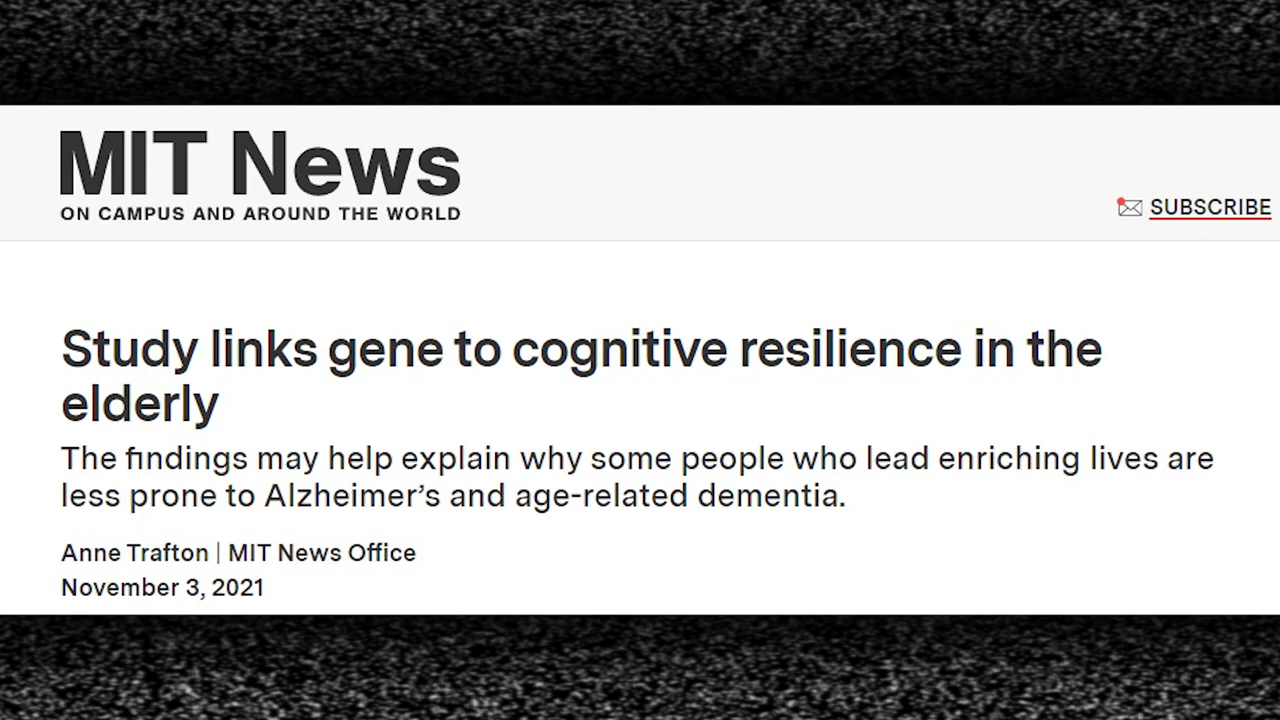 MIT News
ON CAMPUS AND AROUND THE WORLD
SUBSCRIBE
Study links gene to cognitive resilience in the
elderly
The findings may help explain why some people who lead enriching lives are
less prone to Alzheimer’s and age-related dementia.
Anne Trafton | MIT News Office
November 3, 2021